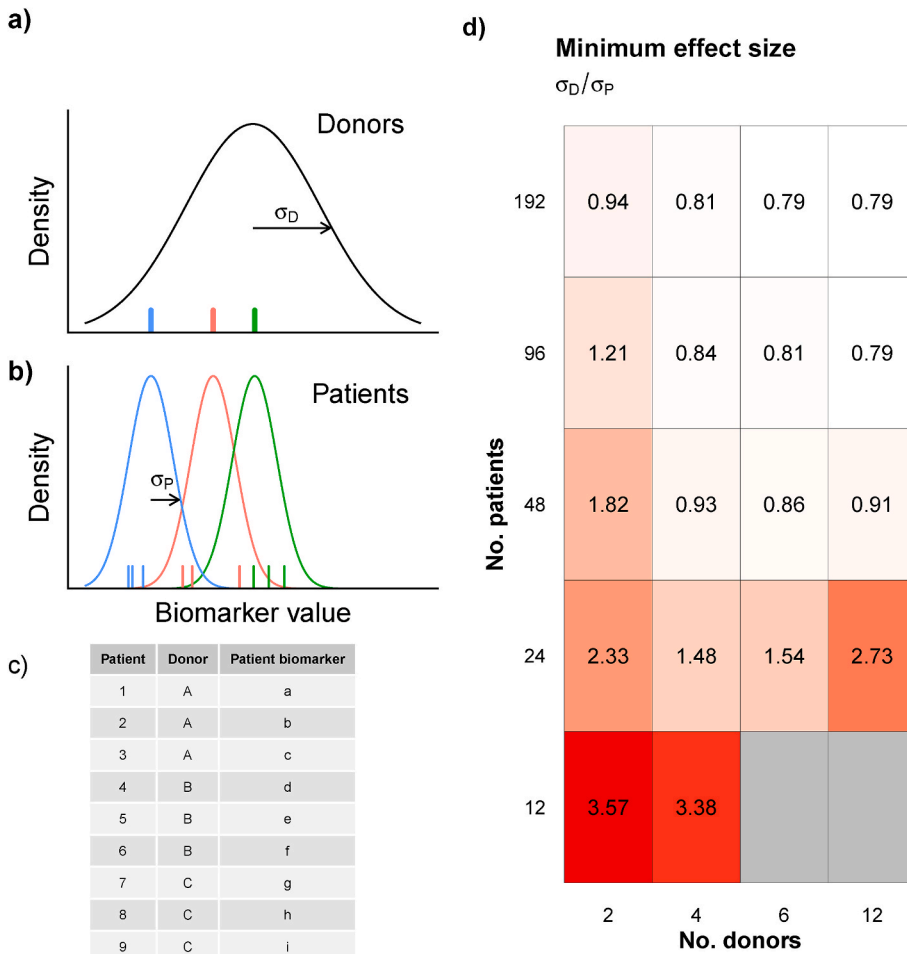 a)
Donors
σD
Density
b)
Patients
σP
Density
Biomarker value
c)
Patient Donor Patient biomarker
1 A a
2 A b
3 A c
4 B d
5 B e
6 B f
7 C g
8 C h
9 C i
d)
Minimum effect size
σD/σP
No. patients
192 0.94 0.81 0.79 0.79
96 1.21 0.84 0.81 0.79
48 1.82 0.93 0.86 0.91
24 2.33 1.48 1.54 2.73
12 3.57 3.38
2 4 6 12
No. donors